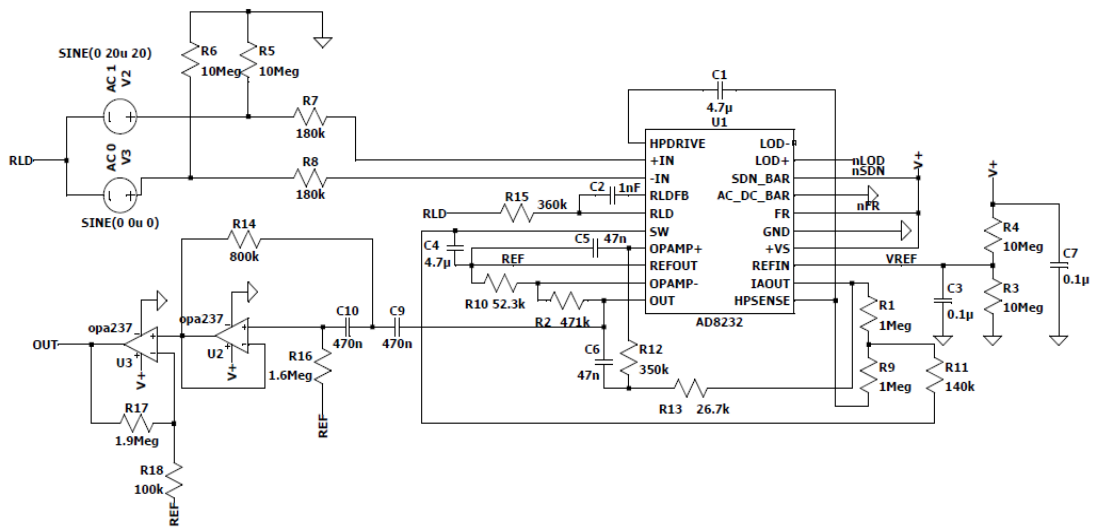 SINE(0 20u 20)
AC 1
V2
R6
10Meg
R5
10Meg
R7
180k
RLD
AC 0
V3
R8
180k
SINE(0 0u 0)
C1
4.7µ
U1
HPDRIVE
+IN
-IN
RLDFB
RLD
SW
OPAMP+
REFOUT
OPAMP-
OUT
LOD-
LOD+
SDN_BAR
AC_DC_BAR
FR
GND
+VS
REFIN
IAOUT
HPSENSE
AD8232
nLOD
nSDN
nFR
V+
V+
VREF
R4
10Meg
R3
10Meg
C7
0.1µ
C3
0.1µ
C2
1nF
R15
360k
RLD
C4
4.7µ
C5
47n
REF
R10
52.3k
R2
471k
R14
800k
C10
470n
C9
470n
C6
47n
R12
350k
R13
26.7k
R1
1Meg
R9
1Meg
R11
140k
opa237
U2
V+
opa237
U3
V+
OUT
R16
1.6Meg
REF
R17
1.9Meg
R18
100k
REF